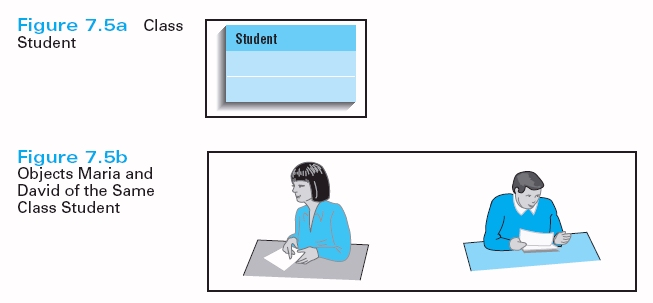 Figure 7.5a Class
Student
Student
Figure 7.5b
Objects Maria and
David of the Same
Class Student